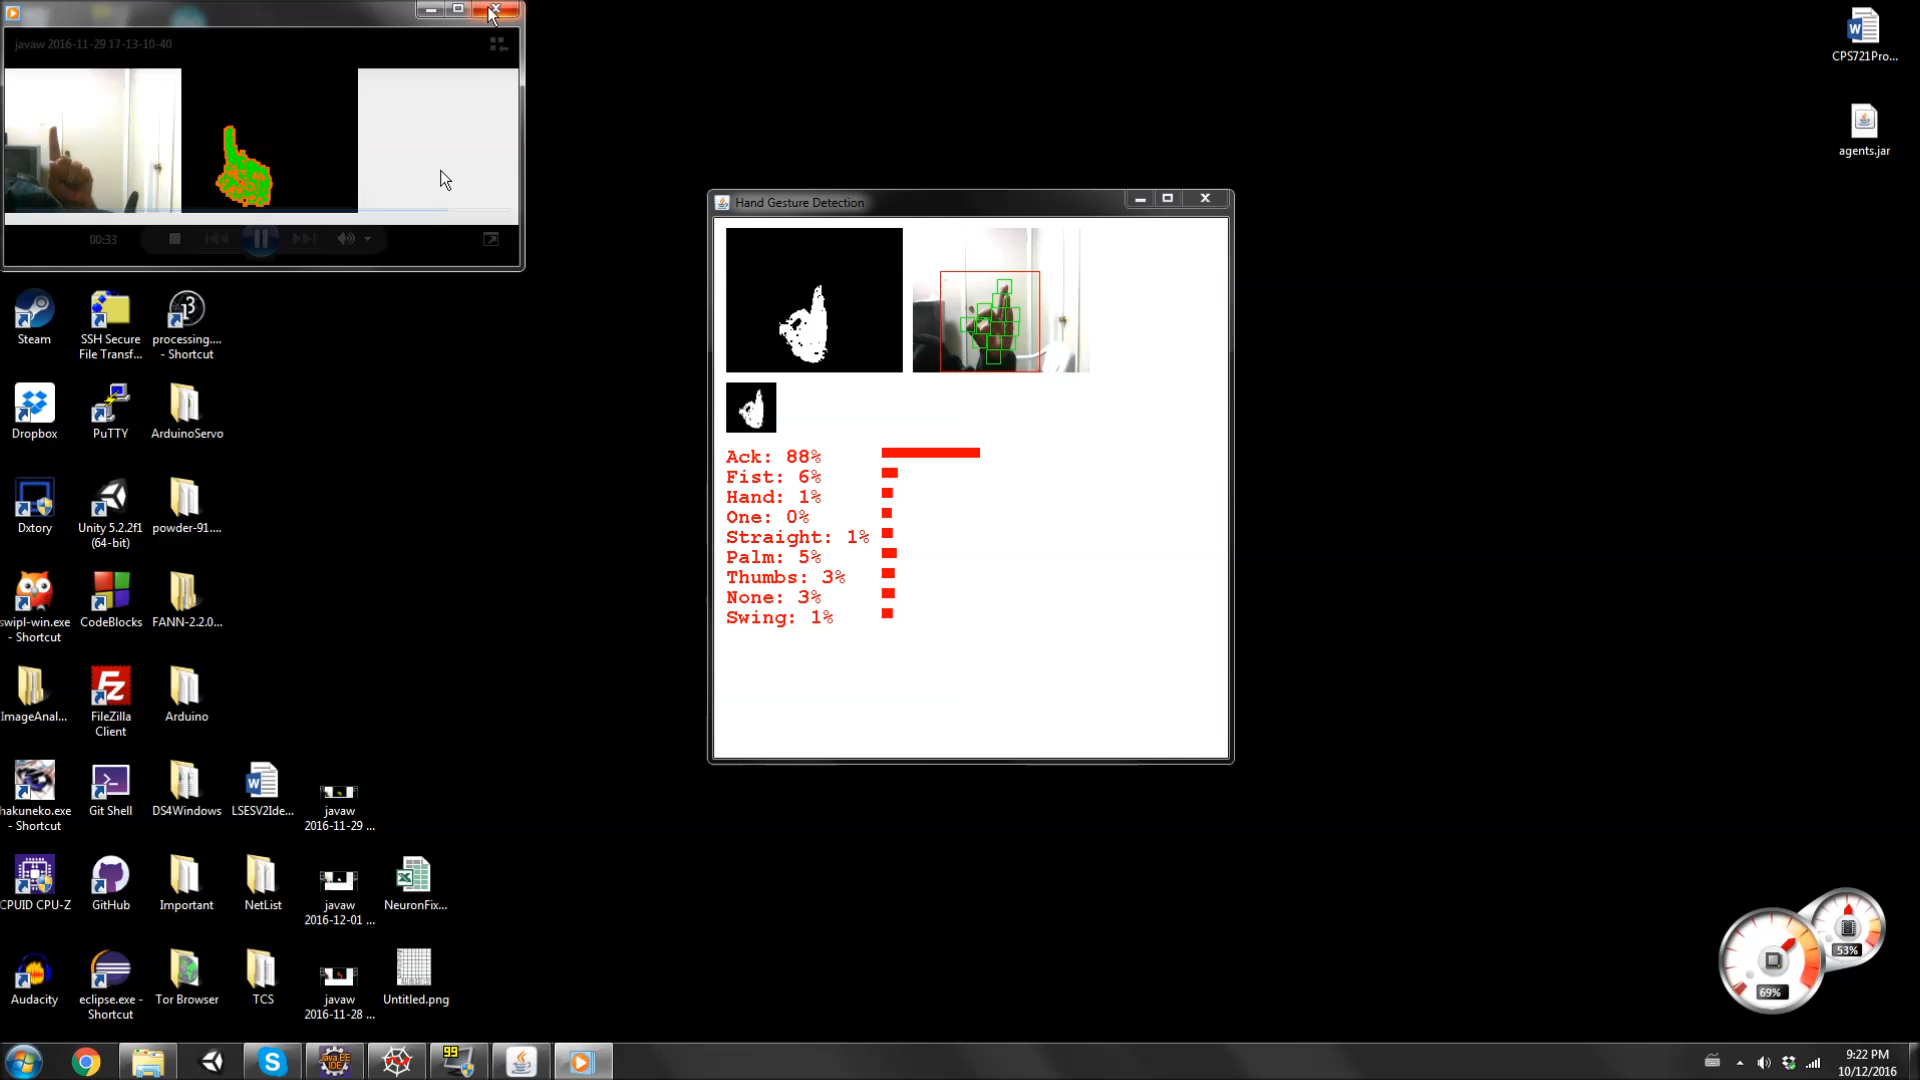 javaw 2016-11-29 17-13-10-40
00:33
CPS721Pro...
agents.jar
Hand Gesture Detection
Ack: 88%
Fist: 6%
Hand: 1%
One: 0%
Straight: 1%
Palm: 5%
Thumbs: 3%
None: 3%
Swing: 1%
Steam
SSH Secure
File Transf...
processing....
- Shortcut
Dropbox
PuTTY
ArduinoServo
Dxtory
Unity 5.2.2f1
(64-bit)
powder-91....
swipl-win.exe
- Shortcut
CodeBlocks
FANN-2.2.0...
ImageAnal...
FileZilla
Client
Arduino
hakuneko.exe
- Shortcut
Git Shell
DS4Windows
LSESV2Ide...
javaw
2016-11-29 ...
CPUID CPU-Z
GitHub
Important
NetList
javaw
2016-12-01 ...
NeuronFix...
Audacity
eclipse.exe -
Shortcut
Tor Browser
TCS
javaw
2016-11-28 ...
Untitled.png
53%
69%
Java EE
IDE
99
9:22 PM
10/12/2016